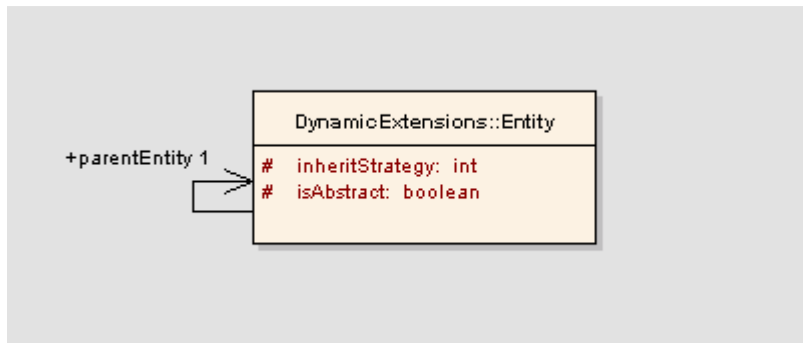 DynamicExtensions::Entity
+parentEntity 1
# inheritStrategy: int
# isAbstract: boolean